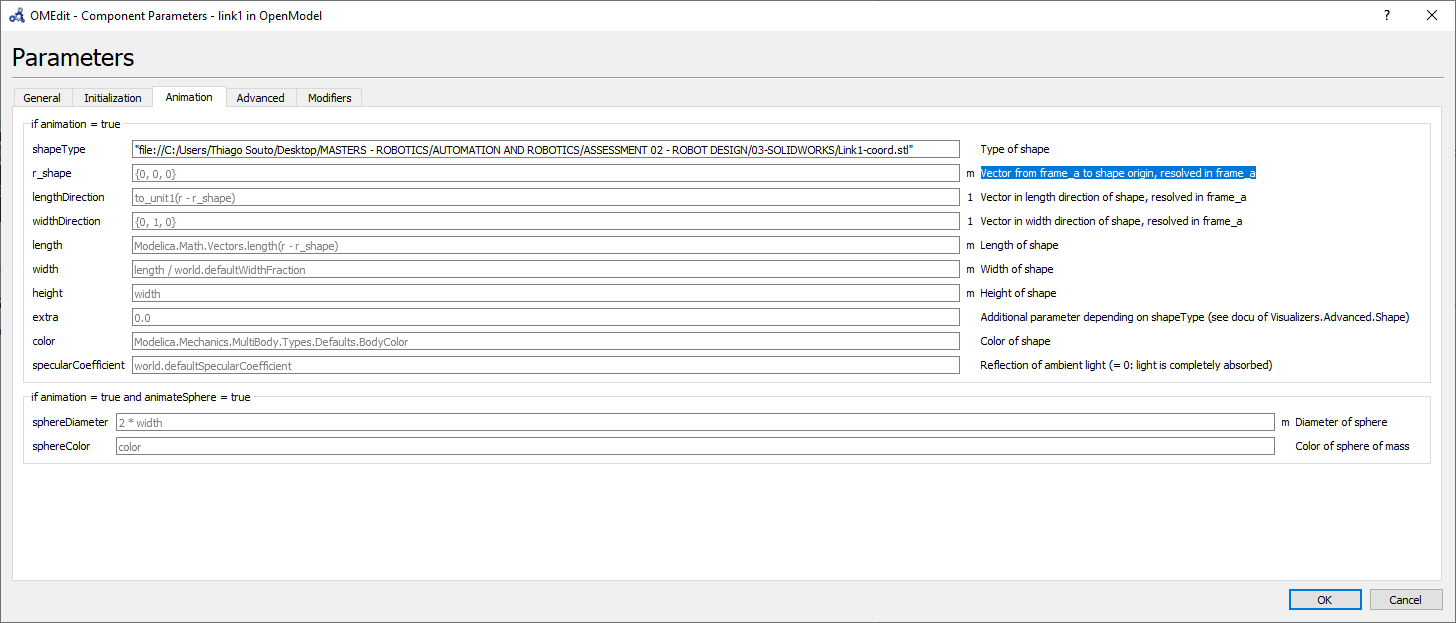 OMEdit - Component Parameters - link1 in OpenModel ?
Parameters
General Initialization Animation Advanced Modifiers
if animation = true
shapeType "file://C:/Users/Thiago Souto/Desktop/MASTERS - ROBOTICS/AUTOMATION AND ROBOTICS/ASSESSMENT 02 - ROBOT DESIGN/03-SOLIDWORKS/Link1-coord.stl" Type of shape
r_shape {0, 0, 0} m Vector from frame_a to shape origin, resolved in frame_a
lengthDirection to_unit1(r - r_shape) 1 Vector in length direction of shape, resolved in frame_a
widthDirection {0, 1, 0} 1 Vector in width direction of shape, resolved in frame_a
length Modelica.Math.Vectors.length(r - r_shape) m Length of shape
width length / world.defaultWidthFraction m Width of shape
height width m Height of shape
extra 0.0 Additional parameter depending on shapeType (see docu of Visualizers.Advanced.Shape)
color Modelica.Mechanics.MultiBody.Types.Defaults.BodyColor Color of shape
specularCoefficient world.defaultSpecularCoefficient Reflection of ambient light (= 0: light is completely absorbed)
if animation = true and animateSphere = true
sphereDiameter 2 * width m Diameter of sphere
sphereColor color Color of sphere of mass
OK Cancel